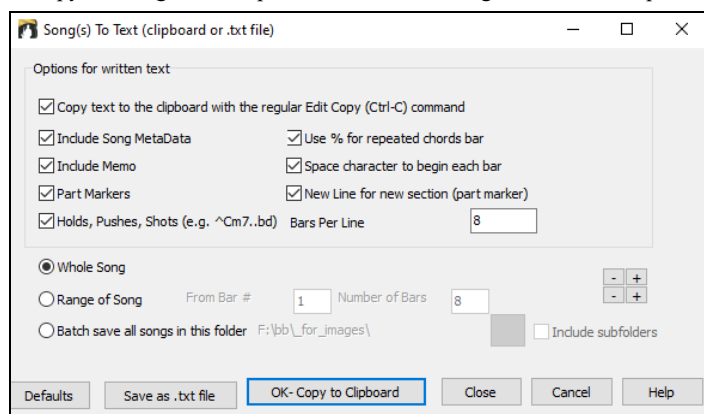 Song(s) To Text (clipboard or .txt file)
Options for written text
Copy text to the clipboard with the regular Edit Copy (Ctrl-C) command
Include Song MetaData
Use % for repeated chords bar
Include Memo
Space character to begin each bar
Part Markers
New Line for new section (part marker)
Holds, Pushes, Shots (e.g. ^Cm7..bd)
Bars Per Line 8
Whole Song
- +
Range of Song From Bar # 1 Number of Bars 8
- +
Batch save all songs in this folder F:\bb\_for_images\ Include subfolders
Defaults Save as .txt file OK- Copy to Clipboard Close Cancel Help